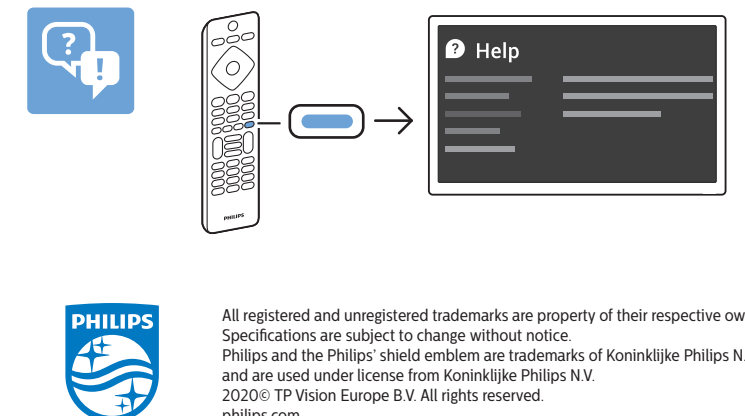 ?
!
? Help
PHILIPS
PHILIPS
All registered and unregistered trademarks are property of their respective
Specifications are subject to change without notice.
Philips and the Philips' shield emblem are trademarks of Koninklijke Philips N.
and are used under license from Koninklijke Philips N.V.
2020© TP Vision Europe B.V. All rights reserved.
philips.com